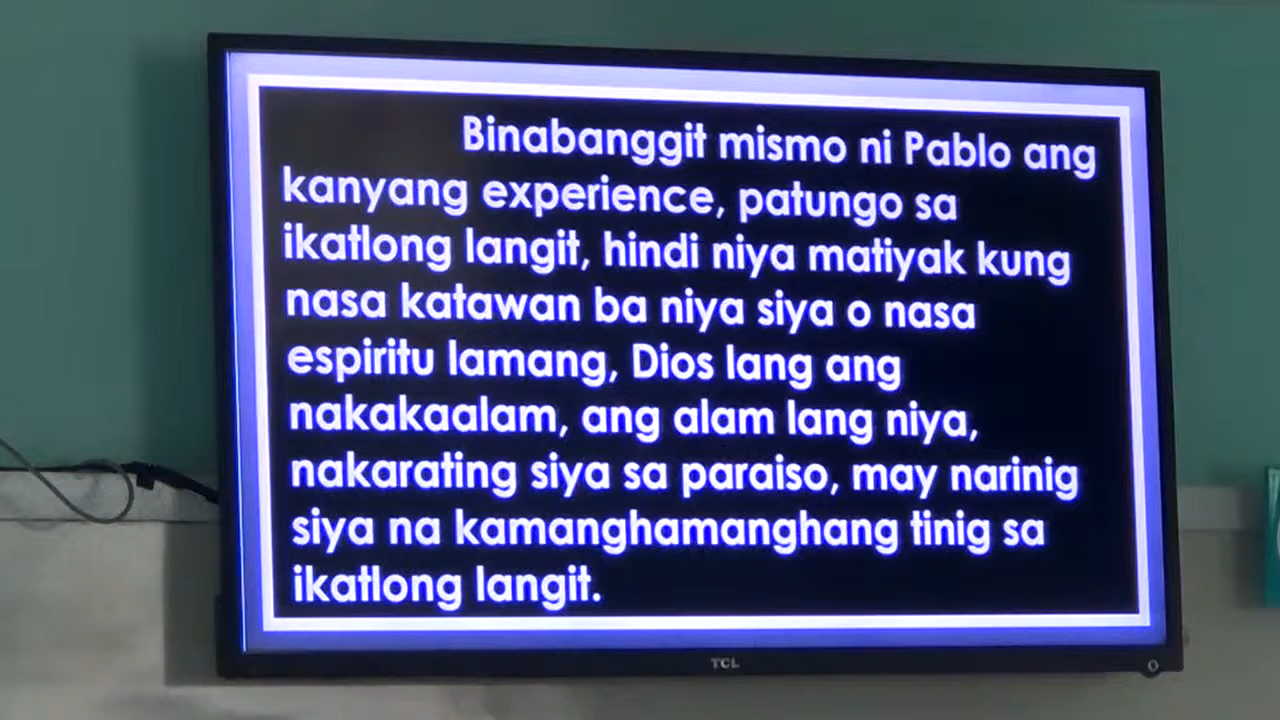 Binabanggit mismo ni Pablo ang
kanyang experience, patungo sa
ikatlong langit, hindi niya matiyak kung
nasa katawan ba niya siya o nasa
espiritu lamang, Dios lang ang
nakakaalam, ang alam lang niya,
nakarating siya sa paraiso, may narinig
siya na kamanghamanghang tinig sa
ikatlong langit.
TCL